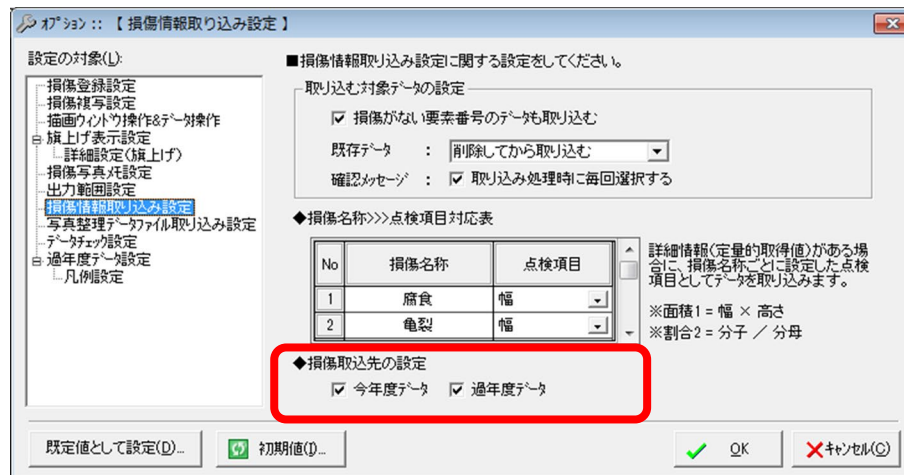 ｵﾌﾟｼｮﾝ :: 【 損傷情報取り込み設定 】
設定の対象(L):
損傷登録設定
損傷複写設定
描画ｳｨﾝﾄﾞｳ操作&ﾃﾞｰﾀ操作
旗上げ表示設定
詳細設定(旗上げ)
損傷写真ﾒﾓ設定
出力範囲設定
損傷情報取り込み設定
写真整理ﾃﾞｰﾀﾌｧｲﾙ取り込み設定
ﾃﾞｰﾀﾁｪｯｸ設定
過年度ﾃﾞｰﾀ設定
凡例設定
■損傷情報取り込み設定に関する設定をしてください。
取り込む対象ﾃﾞｰﾀの設定
損傷がない要素番号のﾃﾞｰﾀも取り込む
既存ﾃﾞｰﾀ : 削除してから取り込む
確認ﾒｯｾｰｼﾞ : 取り込み処理時に毎回選択する
◆損傷名称>>>点検項目対応表
No 損傷名称 点検項目
1 腐食 幅
2 亀裂 幅
詳細情報(定量的取得値)がある場
合に、損傷名称ごとに設定した点検
項目としてﾃﾞｰﾀを取り込みます。
※面積1 = 幅 × 高さ
※割合2 = 分子 ／ 分母
◆損傷取込先の設定
今年度ﾃﾞｰﾀ 過年度ﾃﾞｰﾀ
既定値として設定(D)... 初期値(I)... OK ｷｬﾝｾﾙ(C)